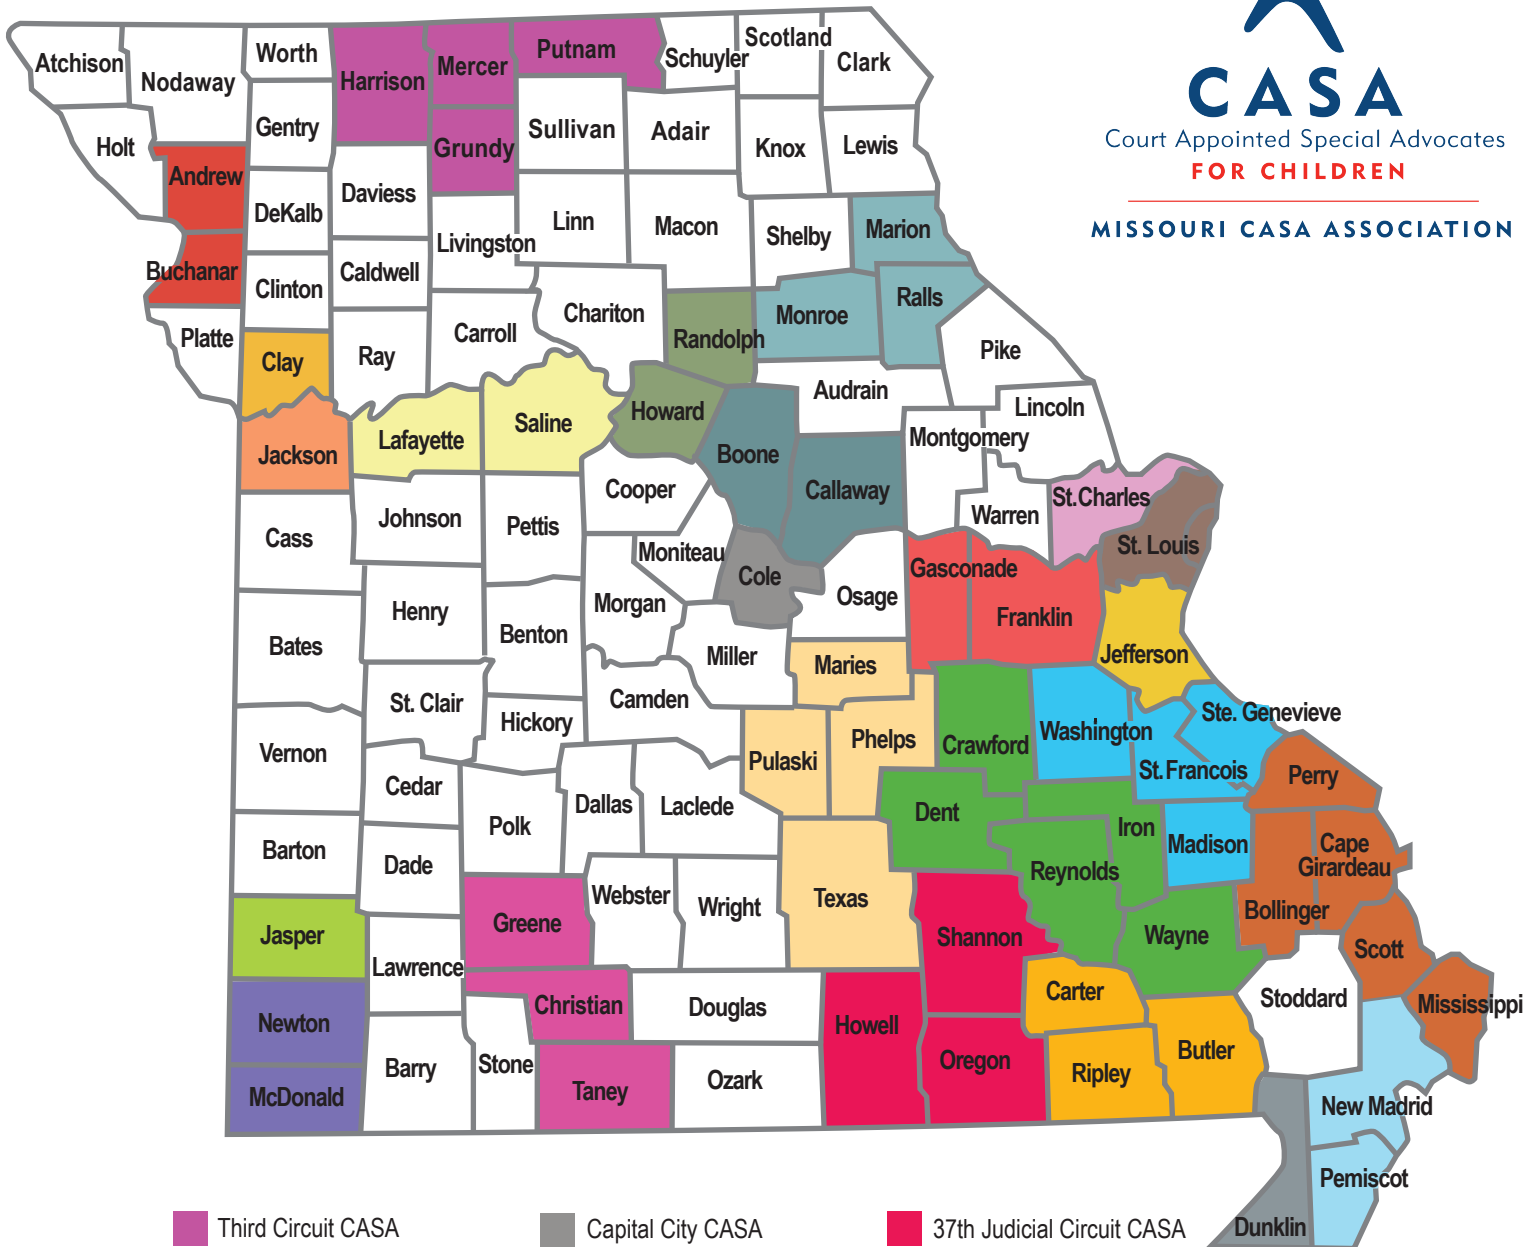 CASA
Court Appointed Special Advocates
FOR CHILDREN
MISSOURI CASA ASSOCIATION
Atchison
Nodaway
Worth
Harrison
Mercer
Putnam
Schuyler
Scotland
Clark
Holt
Gentry
Sullivan
Adair
Knox
Lewis
Andrew
DeKalb
Daviess
Grundy
Linn
Macon
Shelby
Marion
Buchanar
Clinton
Caldwell
Livingston
Chariton
Randolph
Monroe
Ralls
Platte
Clay
Ray
Carroll
Pike
Audrain
Lincoln
Jackson
Lafayette
Saline
Howard
Boone
Callaway
Montgomery
Cass
Johnson
Pettis
Cooper
Warren
St.Charles
St. Louis
Moniteau
Cole
Osage
Gasconade
Franklin
Jefferson
Bates
Henry
Benton
Morgan
Miller
Maries
St. Clair
Hickory
Camden
Vernon
Cedar
Polk
Dallas
Laclede
Pulaski
Phelps
Crawford
Washington
Ste. Genevieve
St.Francois
Perry
Dent
Iron
Madison
Cape
Girardeau
Barton
Dade
Webster
Wright
Texas
Reynolds
Bollinger
Jasper
Greene
Shannon
Wayne
Scott
Lawrence
Christian
Douglas
Howell
Carter
Stoddard
Mississippi
Newton
Barry
Stone
Taney
Ozark
Oregon
Ripley
Butler
McDonald
New Madrid
Pemiscot
Dunklin
Third Circuit CASA
Capital City CASA
37th Judicial Circuit CASA